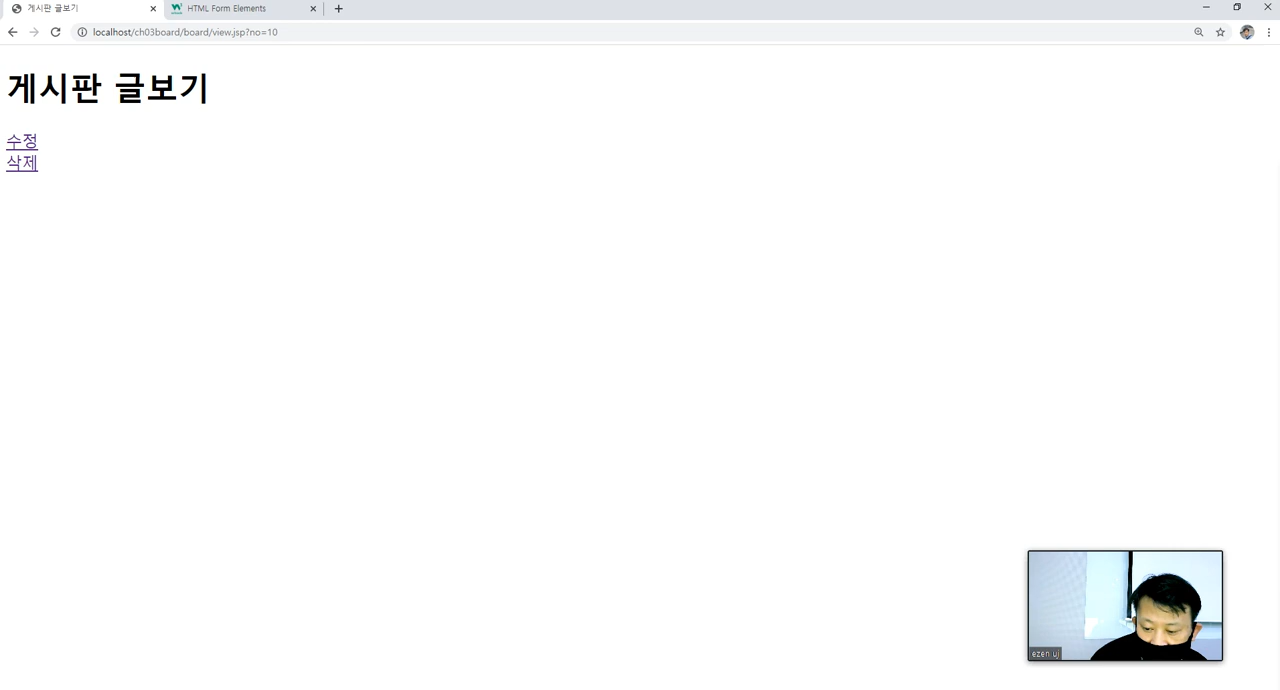 게시판 글보기
HTML Form Elements
localhost/ch03board/board/view.jsp?no=10
게시판 글보기
수정
삭제
ezen uj